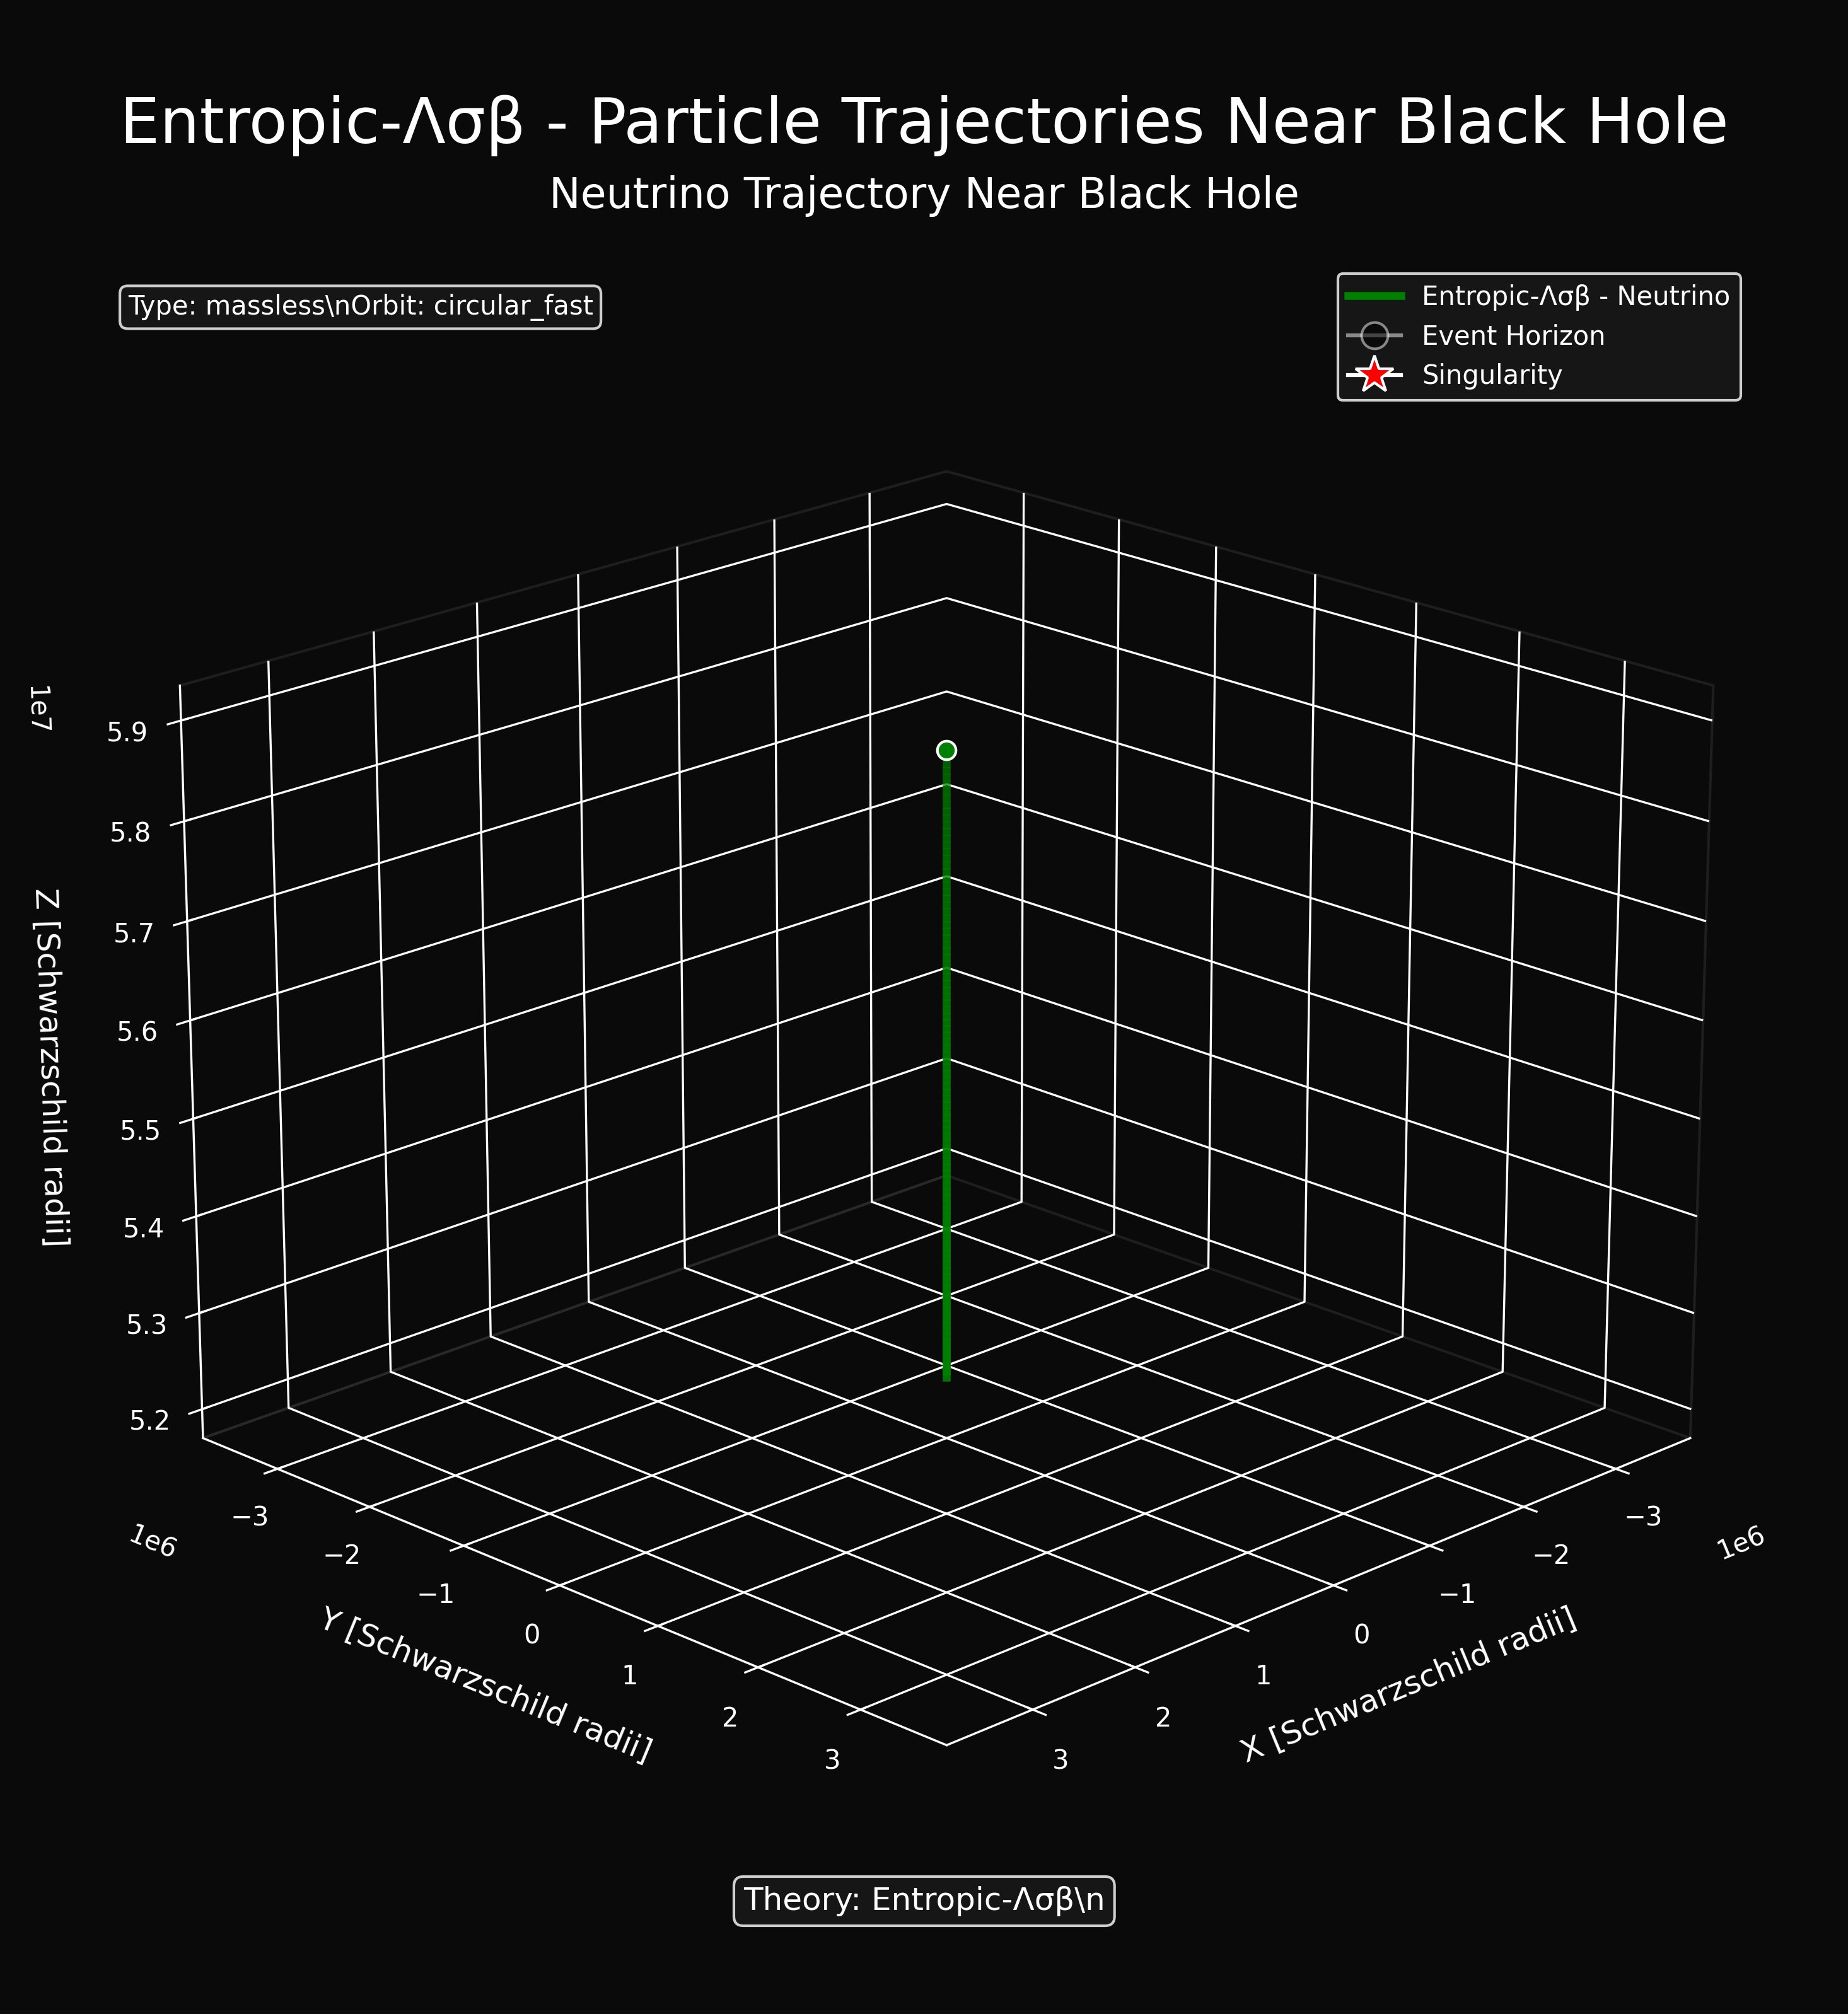 Entropic-Λσβ - Particle Trajectories Near Black Hole
Neutrino Trajectory Near Black Hole
Type: massless\nOrbit: circular_fast
Entropic-Λσβ - Neutrino
Event Horizon
Singularity
1e7
5.9
5.8
5.7
5.6
5.5
5.4
5.3
5.2
Z [Schwarzschild radii]
1e6
−3
−2
−1
0
1
2
3
Y [Schwarzschild radii]
3
2
1
0
−1
−2
−3
1e6
X [Schwarzschild radii]
Theory: Entropic-Λσβ\n